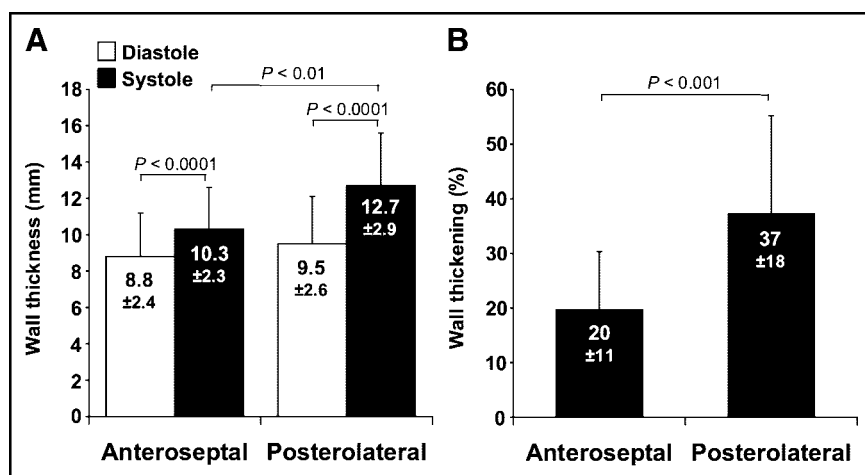 A
Diastole
Systole
P < 0.01
P < 0.0001
P < 0.0001
Wall thickness (mm)
18
16
14
12
10
8
6
4
2
0
8.8
±2.4
10.3
±2.3
9.5
±2.6
12.7
±2.9
Anteroseptal
Posterolateral
B
P < 0.001
Wall thickening (%)
60
50
40
30
20
10
0
20
±11
37
±18
Anteroseptal
Posterolateral